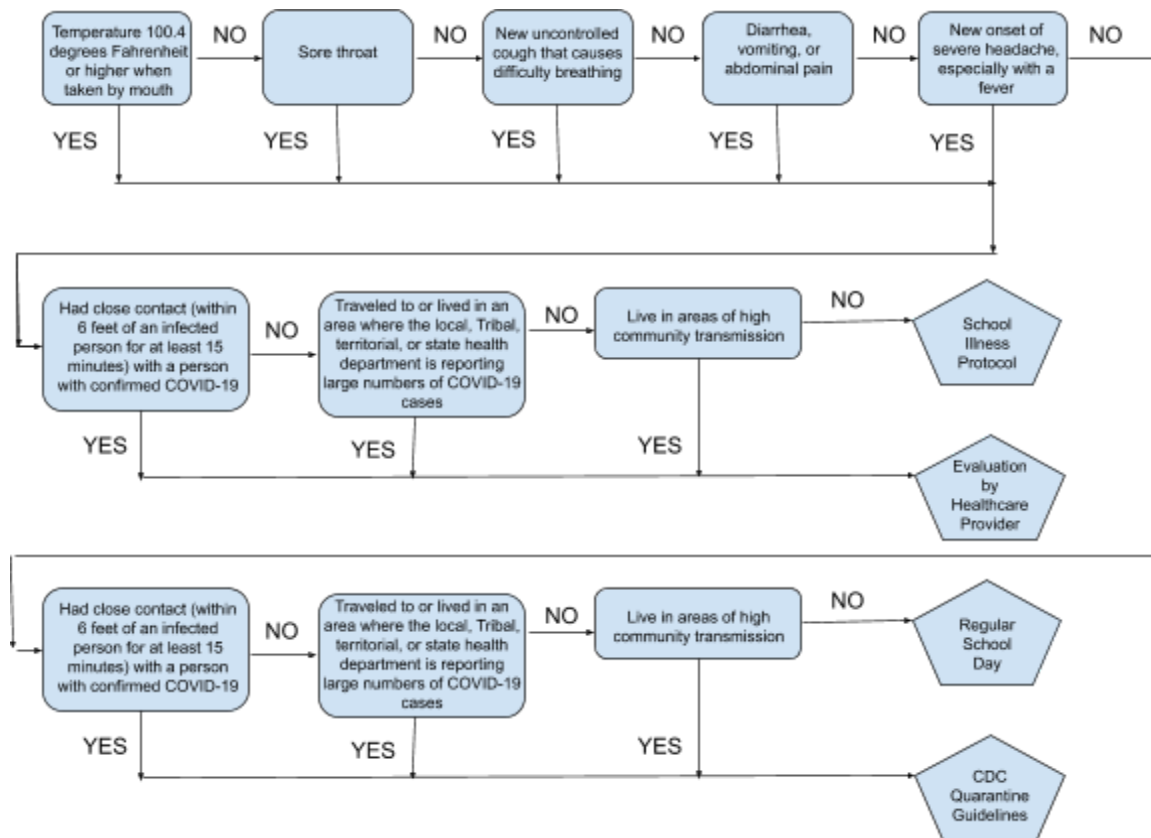 Temperature 100.4
degrees Fahrenheit
or higher when
taken by mouth
NO
Sore throat
NO
New uncontrolled
cough that causes
difficulty breathing
NO
Diarrhea,
vomiting, or
abdominal pain
NO
New onset of
severe headache,
especially with a
fever
NO
YES
YES
YES
YES
YES
Had close contact (within
6 feet of an infected
person for at least 15
minutes) with a person
with confirmed COVID-19
NO
Traveled to or lived in an
area where the local, Tribal,
territorial, or state health
department is reporting
large numbers of COVID-19
cases
NO
Live in areas of high
community transmission
NO
School
Illness
Protocol
YES
YES
YES
Evaluation
by
Healthcare
Provider
Had close contact (within
6 feet of an infected
person for at least 15
minutes) with a person
with confirmed COVID-19
NO
Traveled to or lived in an
area where the local, Tribal,
territorial, or state health
department is reporting
large numbers of COVID-19
cases
NO
Live in areas of high
community transmission
NO
Regular
School
Day
YES
YES
YES
CDC
Quarantine
Guidelines